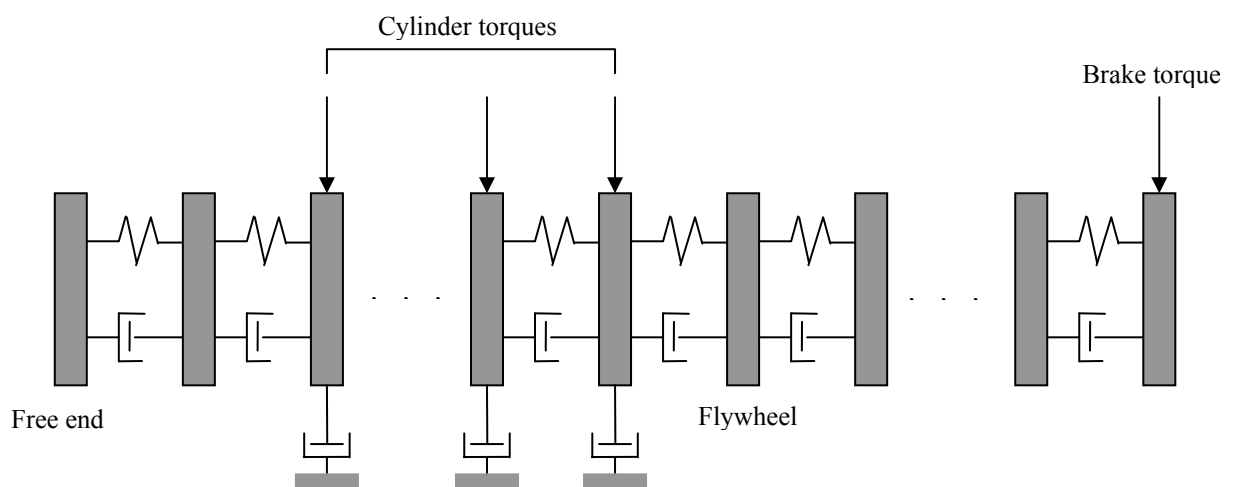 Cylinder torques
Brake torque
. . .
. . .
Free end
Flywheel